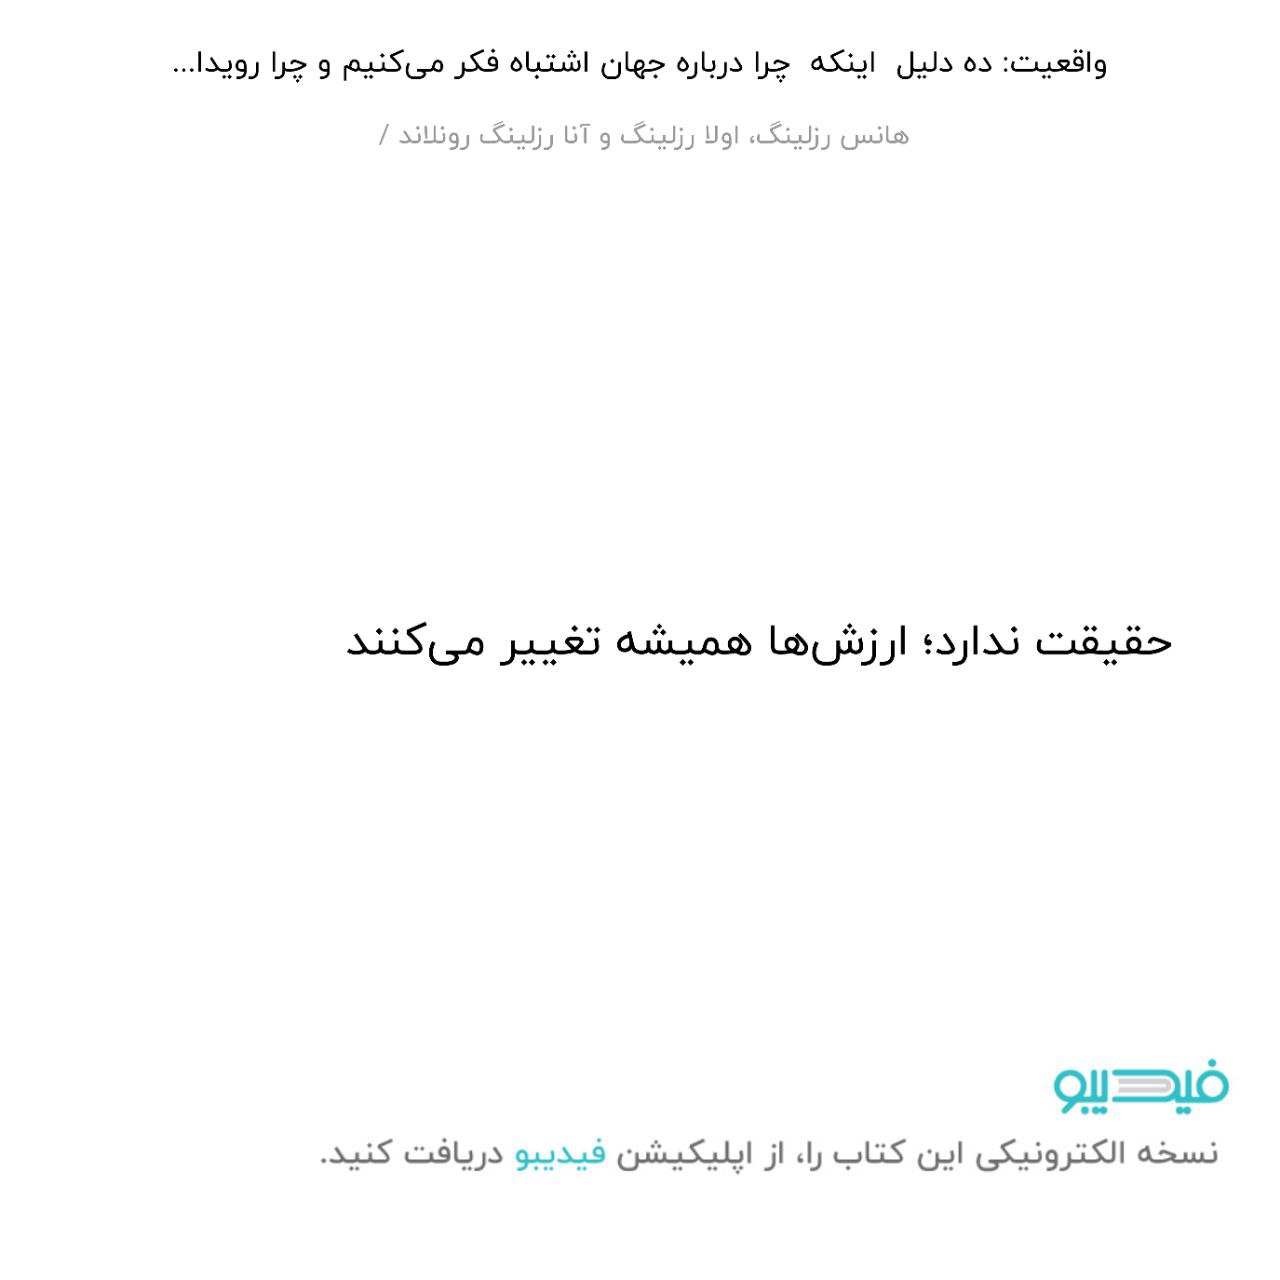 واقعیت: ده دلیل اینکه چرا درباره جهان اشتباه فکر می‌کنیم و چرا رویدا...
هانس رزلینگ، اولا رزلینگ و آنا رزلینگ رونلاند /
حقیقت ندارد؛ ارزش‌ها همیشه تغییر می‌کنند
فیدیبو
نسخه الکترونیکی این کتاب را، از اپلیکیشن فیدیبو دریافت کنید.